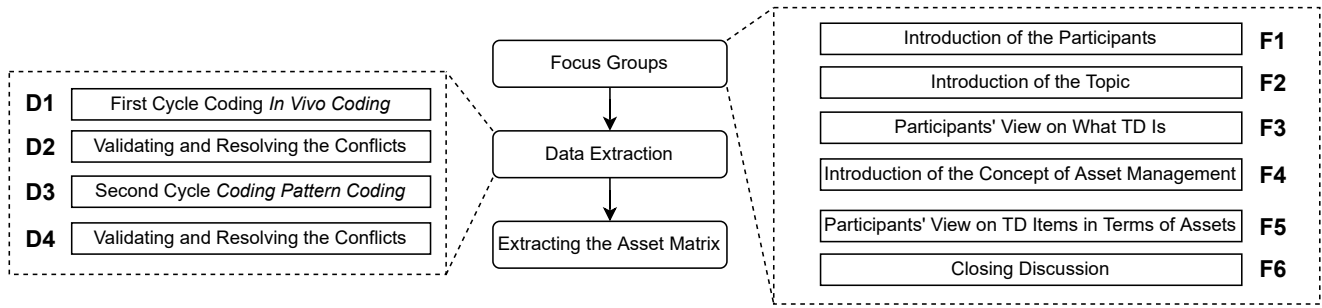 Focus Groups
Data Extraction
Extracting the Asset Matrix
D1 First Cycle Coding In Vivo Coding
D2 Validating and Resolving the Conflicts
D3 Second Cycle Coding Pattern Coding
D4 Validating and Resolving the Conflicts
Introduction of the Participants F1
Introduction of the Topic F2
Participants' View on What TD Is F3
Introduction of the Concept of Asset Management F4
Participants' View on TD Items in Terms of Assets F5
Closing Discussion F6